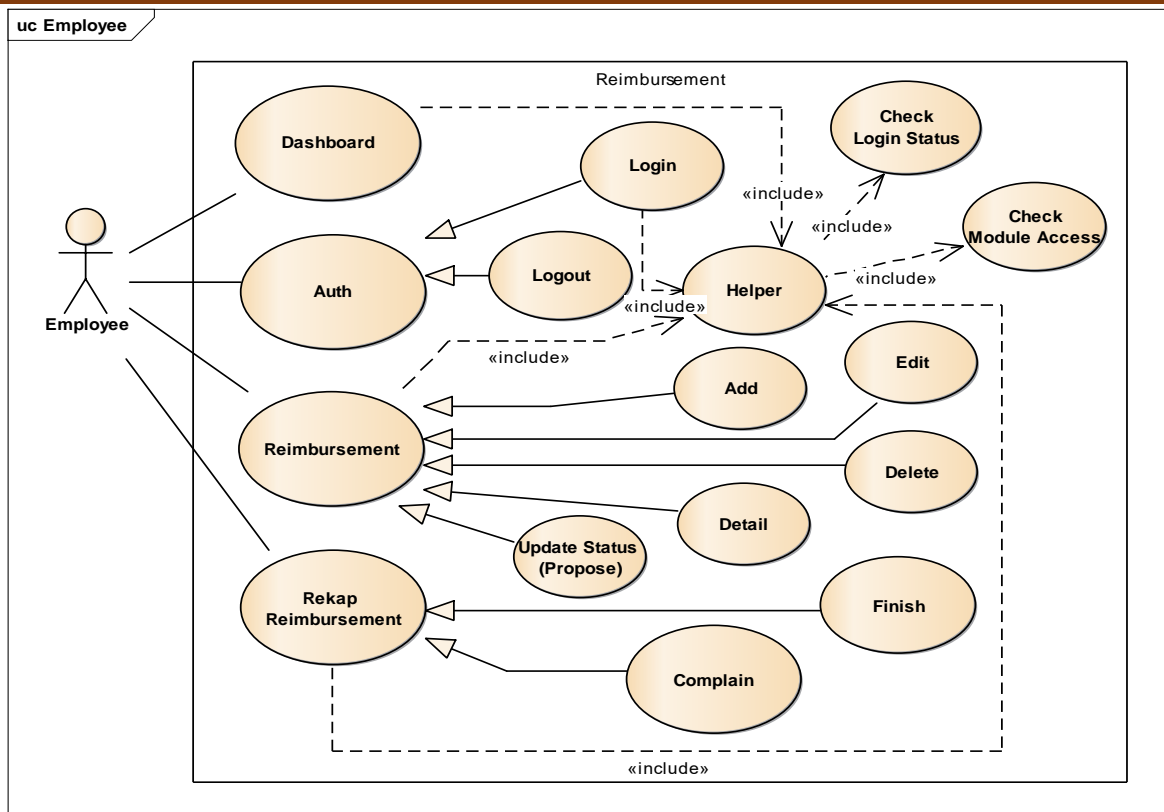 uc Employee
Reimbursement
Dashboard
Login
Check
Login Status
«include»
«include»
Check
Module Access
Employee
Auth
Logout
Helper
«include»
«include»
«include»
Edit
Add
Reimbursement
Delete
Detail
Update Status
(Propose)
Rekap
Reimbursement
Finish
Complain
«include»